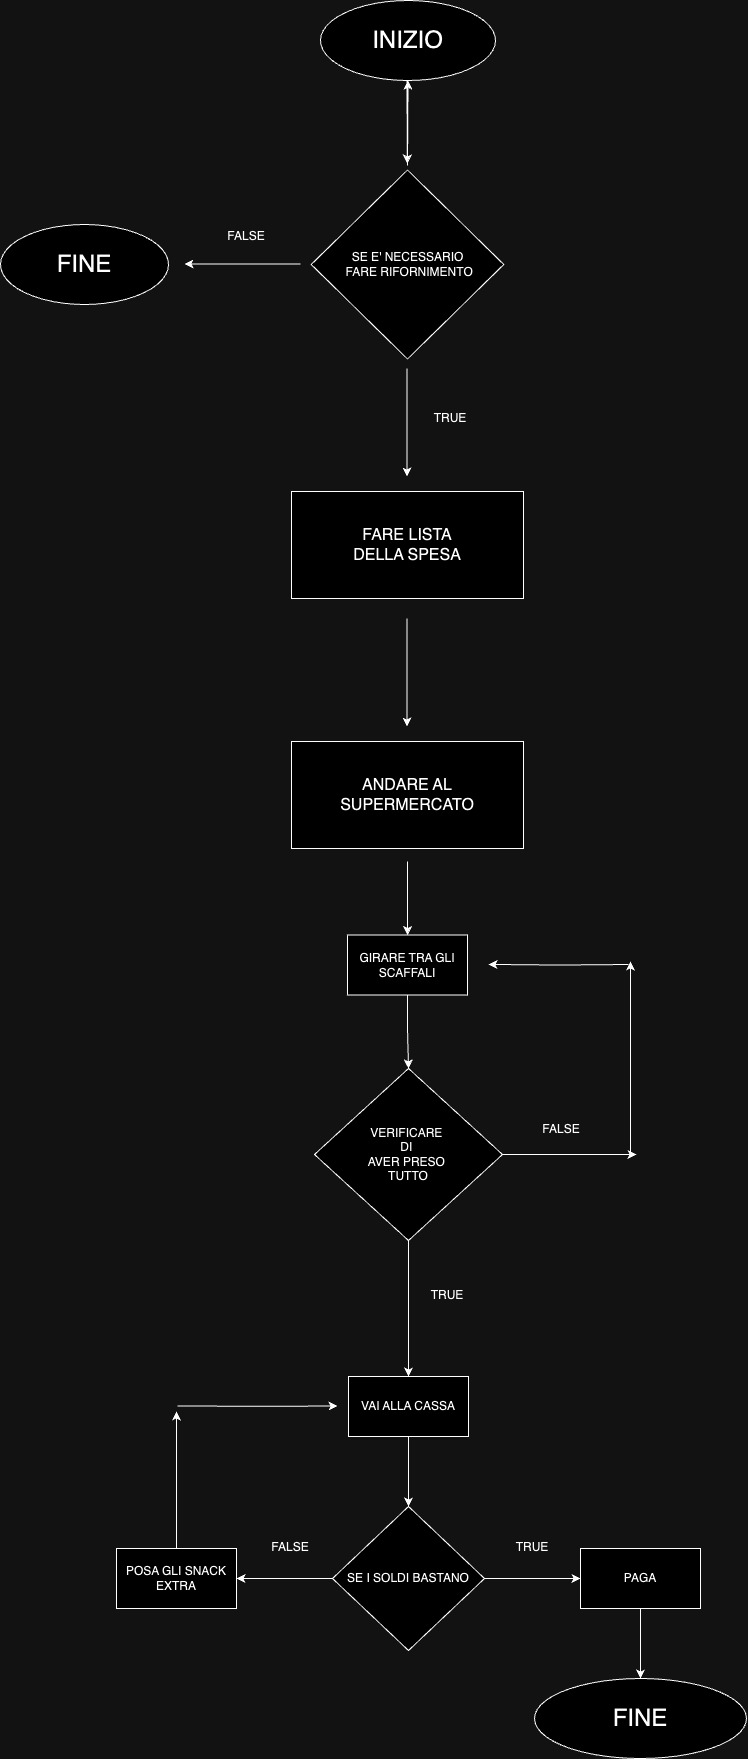 INIZIO
FALSE
FINE
SE E' NECESSARIO
FARE RIFORNIMENTO
TRUE
FARE LISTA
DELLA SPESA
ANDARE AL
SUPERMERCATO
GIRARE TRA GLI
SCAFFALI
VERIFICARE
DI
AVER PRESO
TUTTO
FALSE
TRUE
VAI ALLA CASSA
FALSE
TRUE
POSA GLI SNACK
EXTRA
SE I SOLDI BASTANO
PAGA
FINE